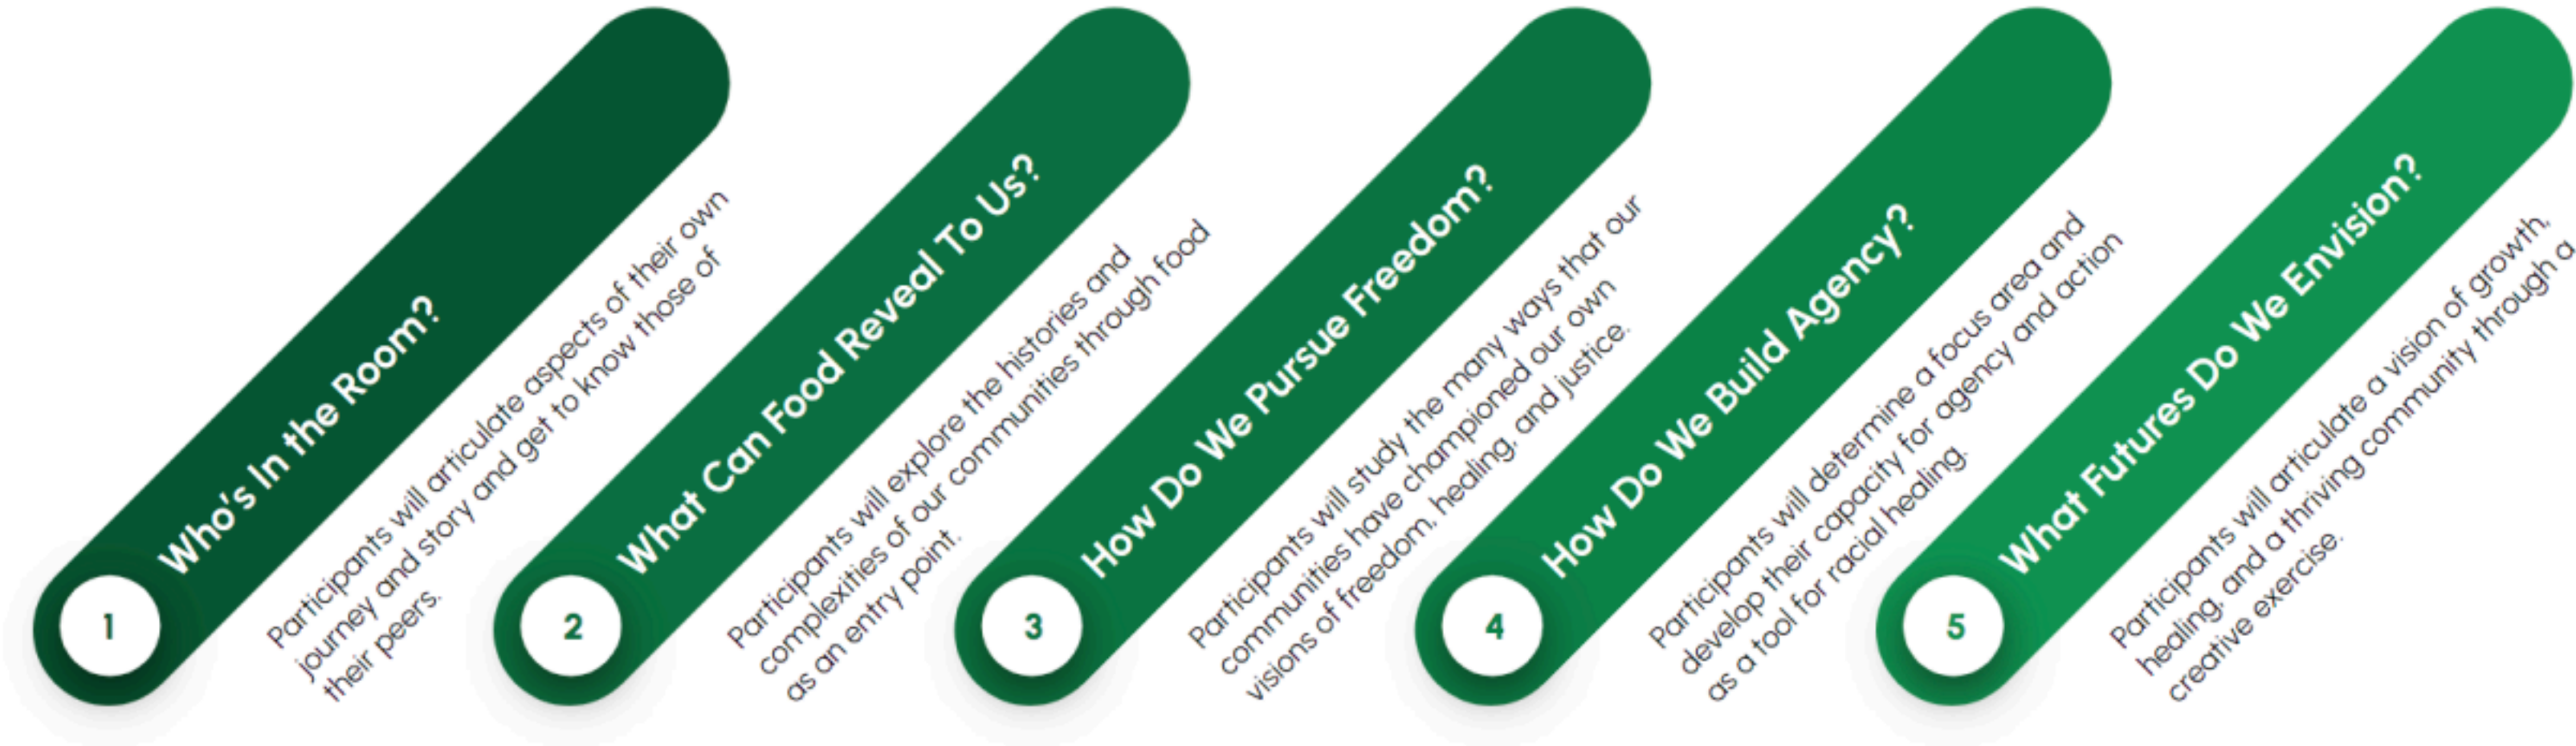 1
Who's In the Room?
Participants will articulate aspects of their own
journey and story and get to know those of
their peers.
2
What Can Food Reveal To Us?
Participants will explore the histories and
complexities of our communities through food
as an entry point.
3
How Do We Pursue Freedom?
Participants will study the many ways that our
communities have championed our own
visions of freedom, healing, and justice.
4
How Do We Build Agency?
Participants will determine a focus area and
develop their capacity for agency and action
as a tool for racial healing.
5
What Futures Do We Envision?
Participants will articulate a vision of growth,
healing, and a thriving community through a
creative exercise.